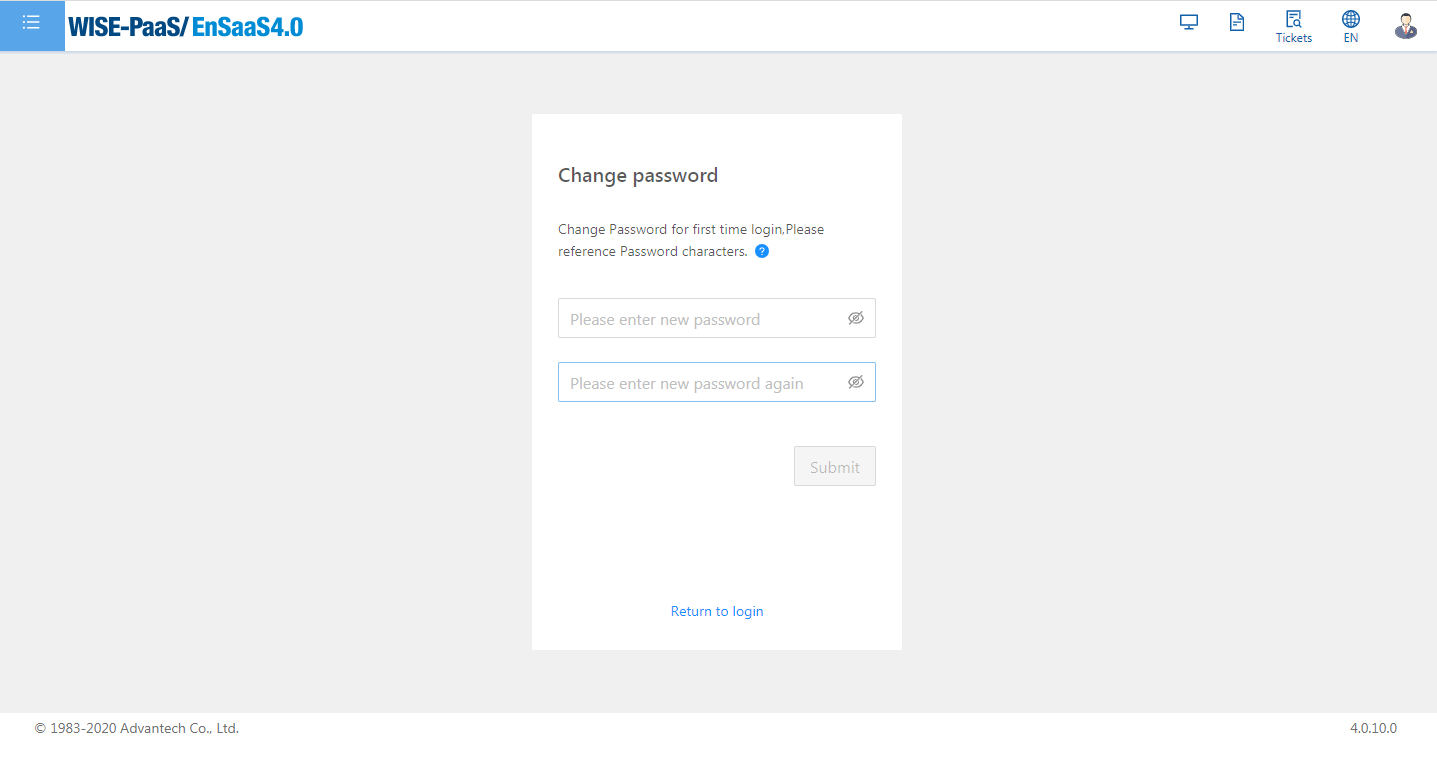 WISE-PaaS/ EnSaaS4.0
Tickets
EN
Change password
Change Password for first time login,Please
reference Password characters. ?
Please enter new password
Please enter new password again
Submit
Return to login
© 1983-2020 Advantech Co., Ltd.
4.0.10.0